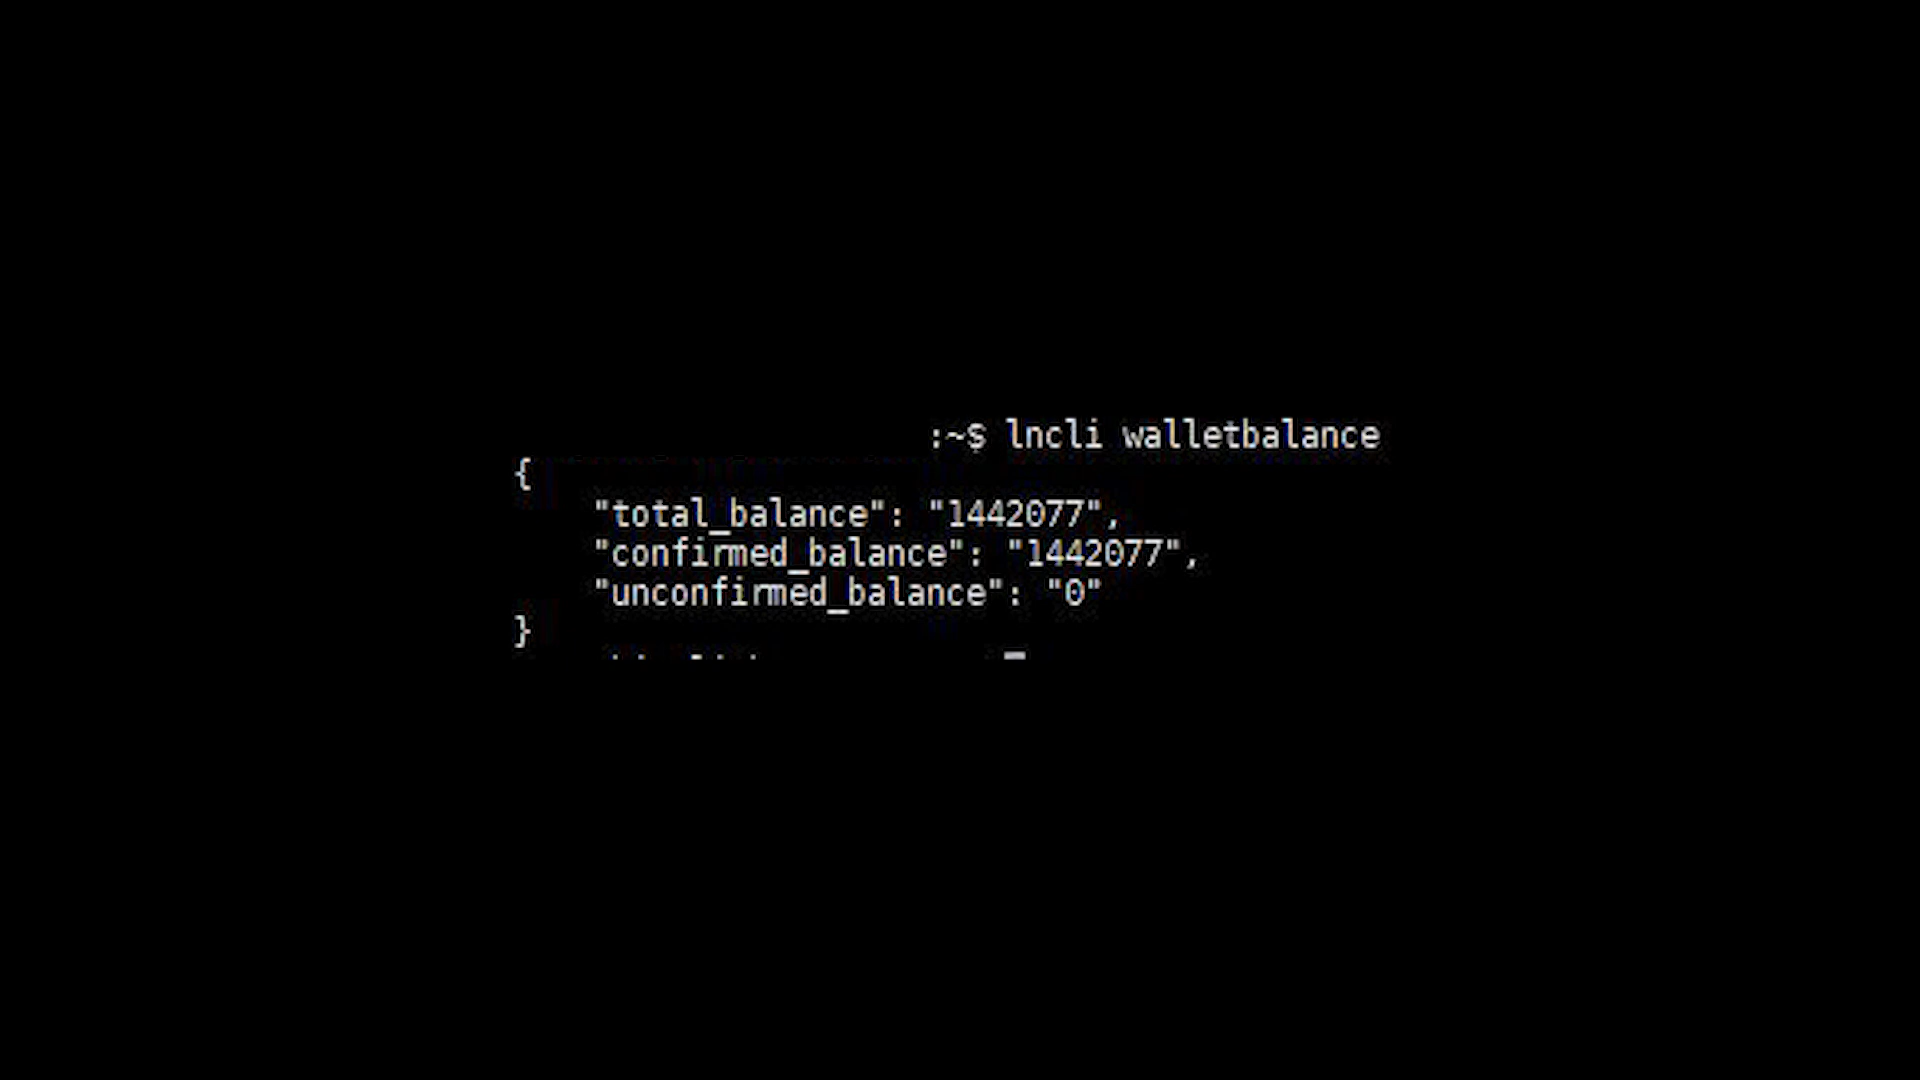 :~$ lncli walletbalance
{
    "total_balance": "1442077",
    "confirmed_balance": "1442077",
    "unconfirmed_balance": "0"
}